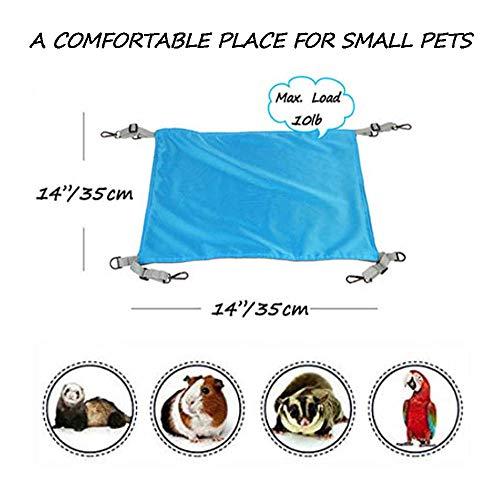 A COMFORTABLE PLACE FOR SMALL PETS
Max. Load
10lb
14"/35cm
14"/35cm